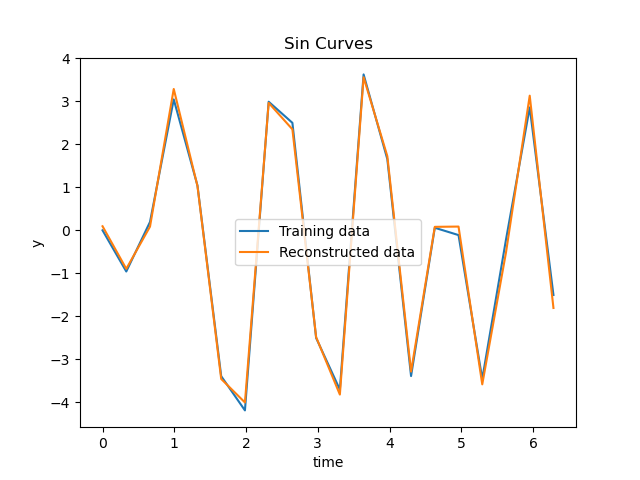 Sin Curves
4
3
2
1
0
−1
−2
−3
−4
y
Training data
Reconstructed data
0 1 2 3 4 5 6
time